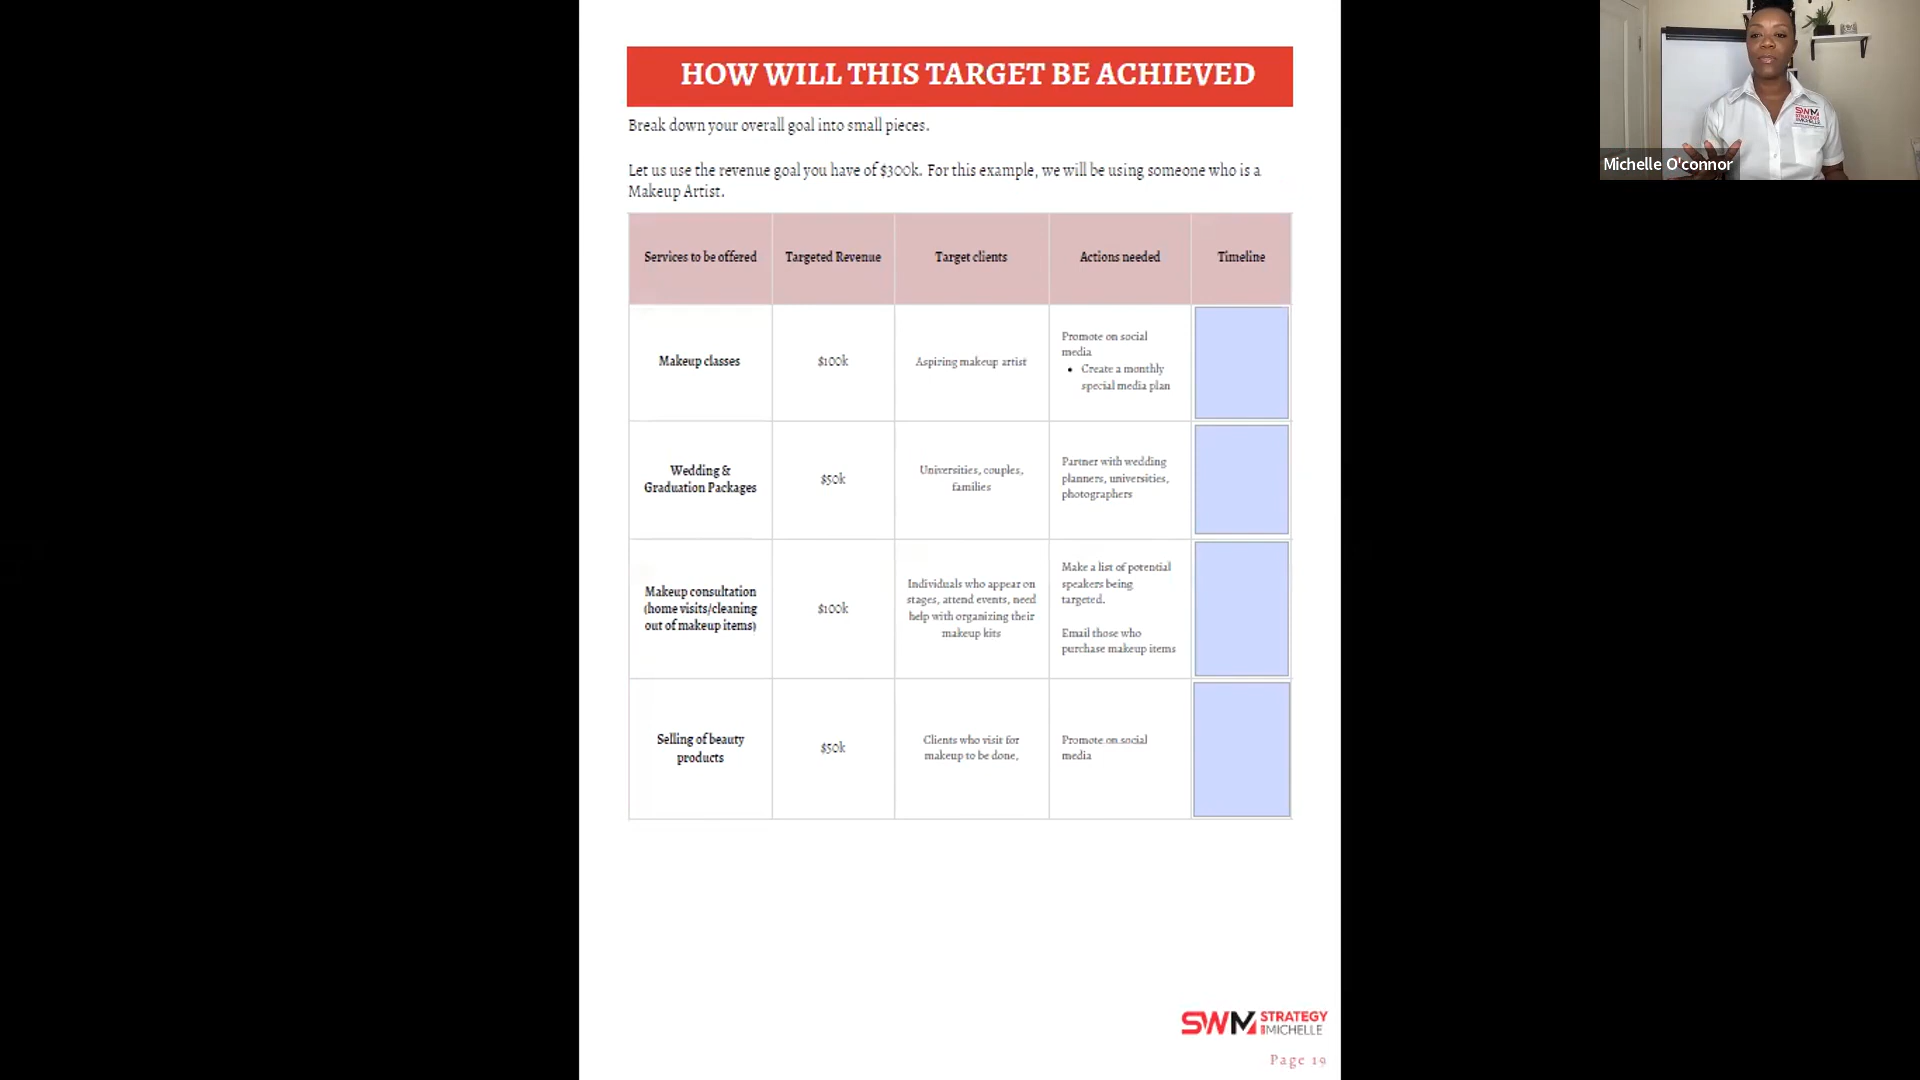 HOW WILL THIS TARGET BE ACHIEVED
Break down your overall goal into small pieces.
Let us use the revenue goal you have of $300k. For this example, we will be using someone who is a
Makeup Artist.
Services to be offered
Targeted Revenue
Target clients
Actions needed
Timeline
Makeup classes
$100k
Aspiring makeup artist
Promote on social
media
• Create a monthly
special media plan
Wedding &
Graduation Packages
$50k
Universities, couples,
families
Partner with wedding
planners, universities,
photographers
Makeup consultation
(home visits/cleaning
out of makeup items)
$100k
Individuals who appear on
stages, attend events, need
help with organizing their
makeup kits
Make a list of potential
speakers being
targeted.
Email those who
purchase makeup items
Selling of beauty
products
$50k
Clients who visit for
makeup to be done,
Promote on social
media
SWM STRATEGY
WITH MICHELLE
Page 19
SWM
STRATEGY
MICHELLE
Michelle O'connor